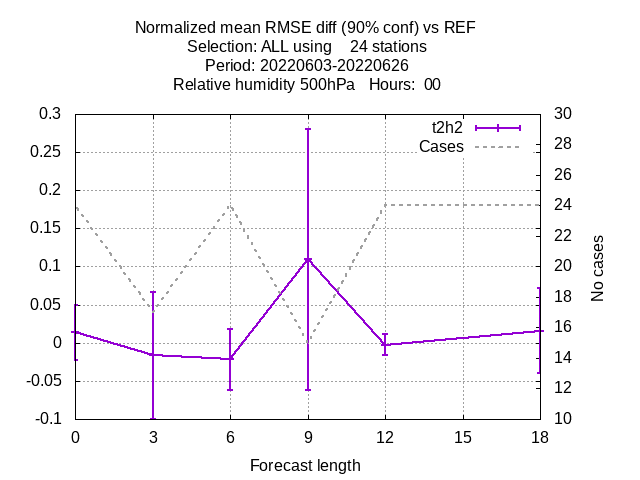 Normalized mean RMSE diff (90% conf) vs REF
Selection: ALL using    24 stations
Period: 20220603-20220626
Relative humidity 500hPa   Hours:  00
0.3
0.25
0.2
0.15
0.1
0.05
0
-0.05
-0.1
t2h2
Cases
30
28
26
24
22
20
18
16
14
12
10
No cases
0 3 6 9 12 15 18
Forecast length